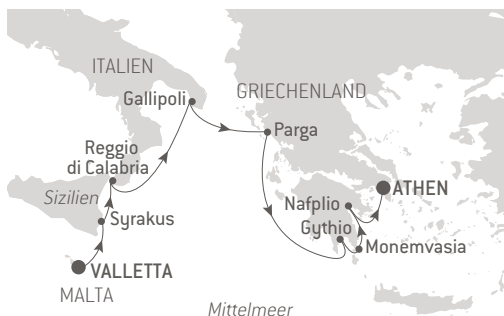 ITALIEN
GRIECHENLAND
Gallipoli
Parga
Reggio
di Calabria
Sizilien
ATHEN
Nafplio
Syrakus
Gythio
Monemvasia
VALLETTA
MALTA
Mittelmeer